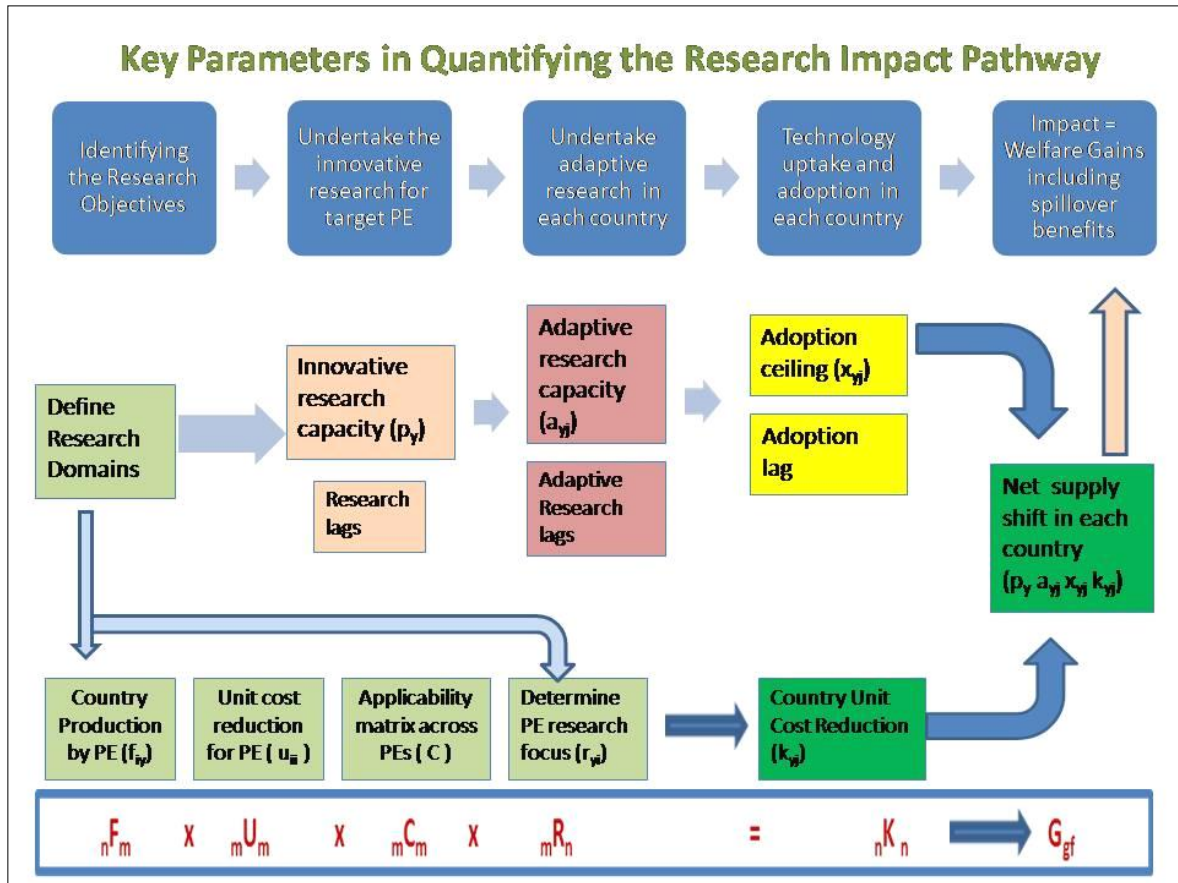 Key Parameters in Quantifying the Research Impact Pathway
Identifying
the Research
Objectives
Undertake the
innovative
research for
target PE
Undertake
adaptive
research in
each country
Technology
uptake and
adoption in
each country
Impact =
Welfare Gains
including
spillover
benefits
Define
Research
Domains
Innovative
research
capacity (py)
Research
lags
Adaptive
research
capacity
(ayj)
Adaptive
Research
lags
Adoption
ceiling (xyj)
Adoption
lag
Net supply
shift in each
country
(py ayj xyj kyj)
Country
Production
by PE (fiy)
Unit cost
reduction
for PE ( uii )
Applicability
matrix across
PEs ( C )
Determine
PE research
focus (ryi)
Country Unit
Cost Reduction
(kyj)
nFm x mUm x mCm x mRn = nKn Ggf